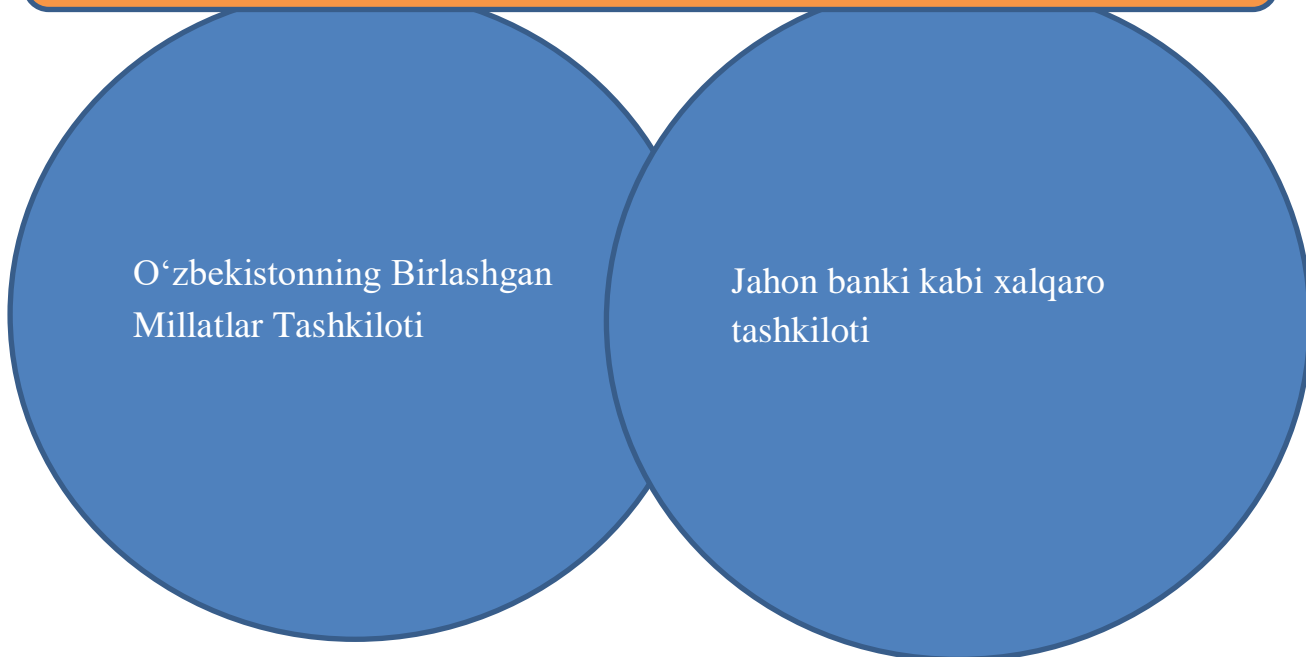 O‘zbekistonning Birlashgan
Millatlar Tashkiloti
Jahon banki kabi xalqaro
tashkiloti